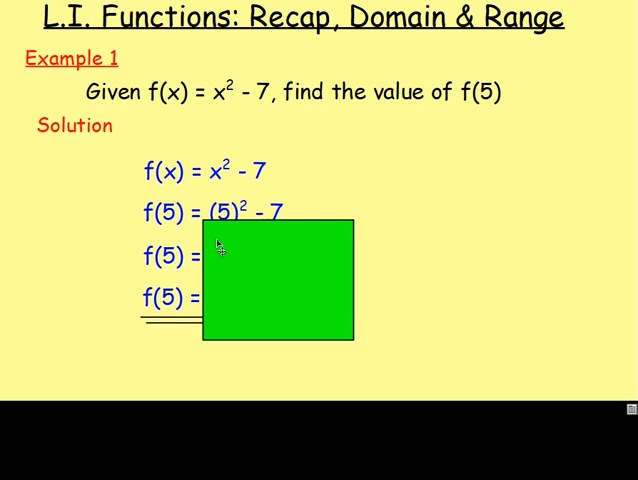 L.I. Functions: Recap, Domain & Range
Example 1
Given f(x) = x² - 7, find the value of f(5)
Solution
f(x) = x² - 7
f(5) = (5)² - 7
f(5) =
f(5) =